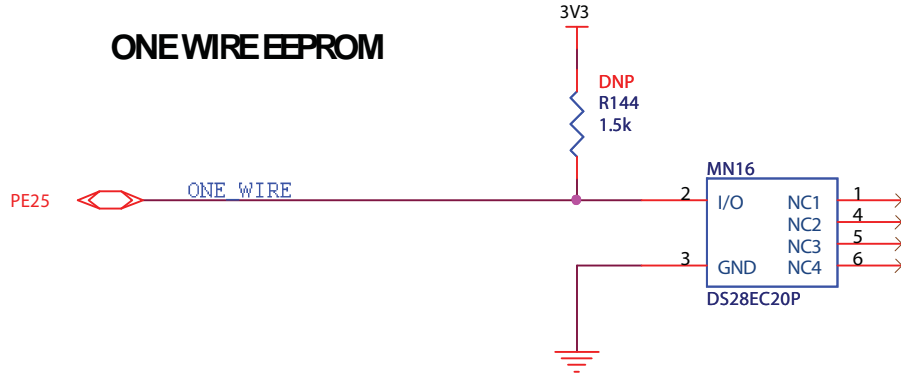 3V3
ONE WIRE EEPROM
DNP
R144
1.5k
MN16
PE25
ONE_WIRE
2 I/O NC1 1
NC2 4
NC3 5
3 GND NC4 6
DS28EC20P